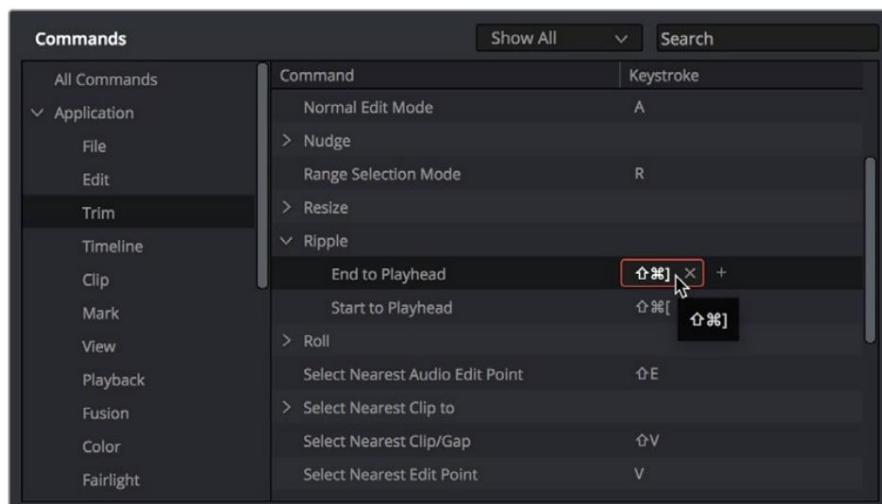 Commands
Show All
Search
All Commands
Application
File
Edit
Trim
Timeline
Clip
Mark
View
Playback
Fusion
Color
Fairlight
Command Keystroke
Normal Edit Mode A
Nudge
Range Selection Mode R
Resize
Ripple
End to Playhead ⇧⌘] × +
Start to Playhead ⇧⌘[
⇧⌘]
Roll
Select Nearest Audio Edit Point ⇧E
Select Nearest Clip to
Select Nearest Clip/Gap ⇧V
Select Nearest Edit Point V